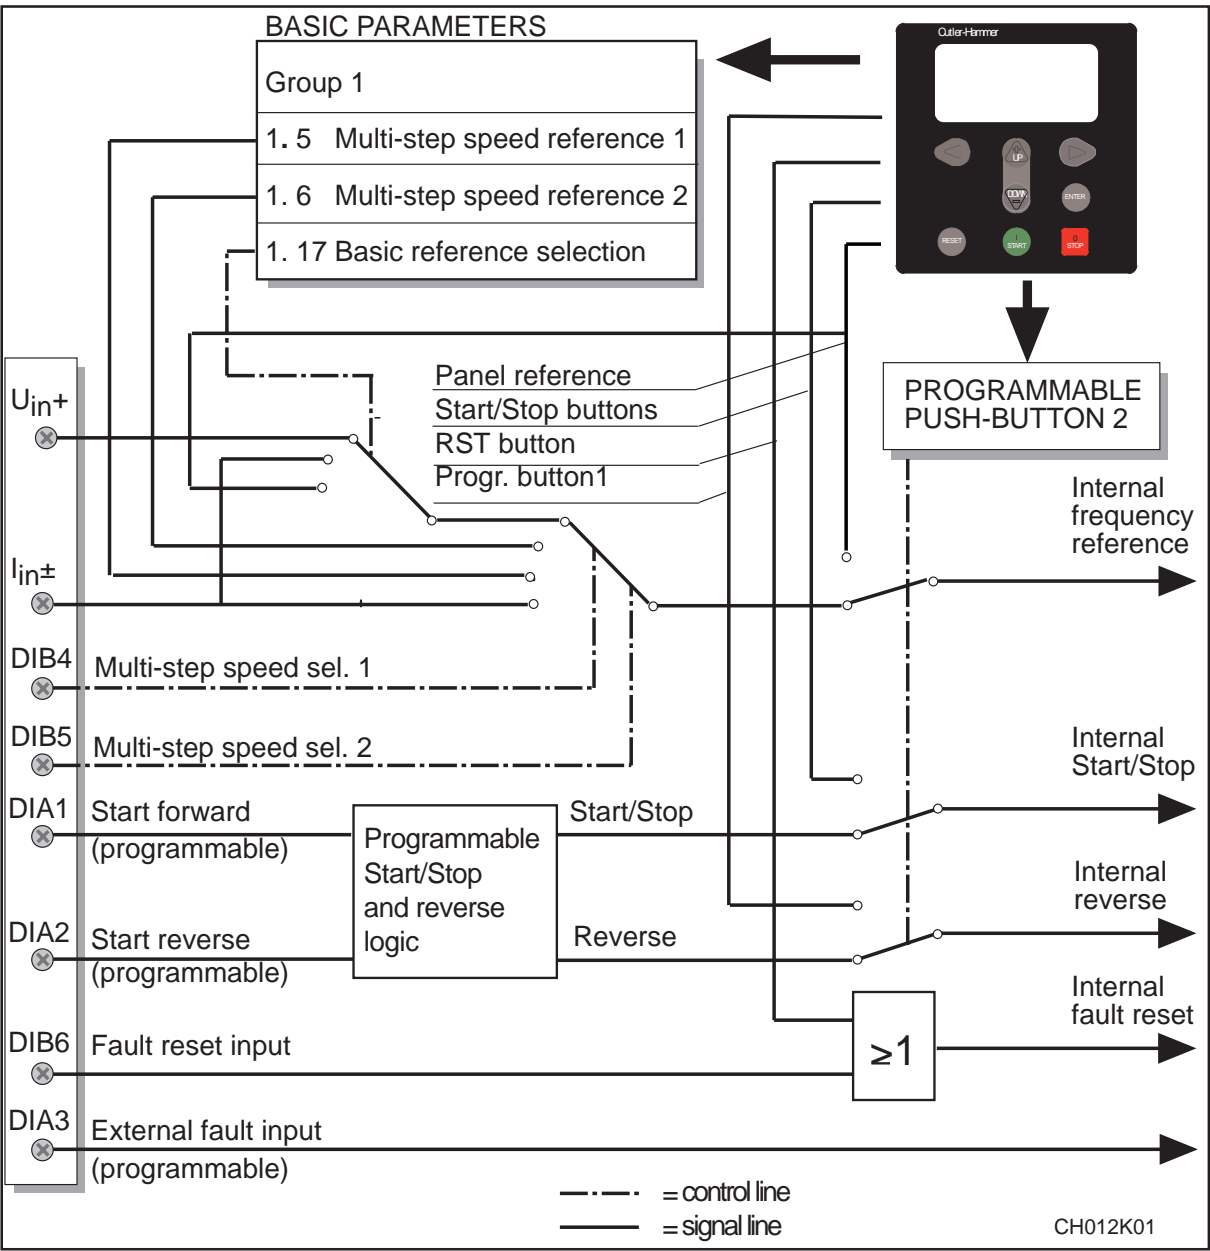 BASIC PARAMETERS
Group 1
1. 5 Multi-step speed reference 1
1. 6 Multi-step speed reference 2
1. 17 Basic reference selection
Cutler-Hammer
UP
DOWN
ENTER
RESET
I
START
0
STOP
PROGRAMMABLE
PUSH-BUTTON 2
Panel reference
Start/Stop buttons
RST button
Progr. button1
Uin+
Iin±
Internal
frequency
reference
DIB4
Multi-step speed sel. 1
DIB5
Multi-step speed sel. 2
Internal
Start/Stop
DIA1
Start forward
(programmable)
Programmable
Start/Stop
and reverse
logic
Start/Stop
Internal
reverse
DIA2
Start reverse
(programmable)
Reverse
Internal
fault reset
DIB6
Fault reset input
≥1
DIA3
External fault input
(programmable)
= control line
= signal line
CH012K01